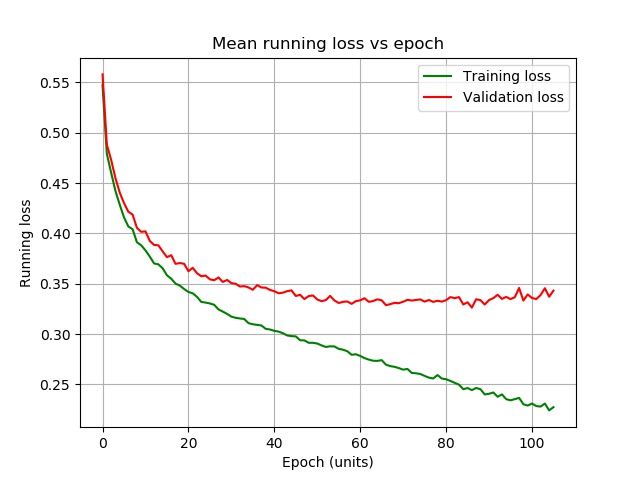 Mean running loss vs epoch
Training loss
Validation loss
0.55
0.50
0.45
0.40
0.35
0.30
0.25
Running loss
0 20 40 60 80 100
Epoch (units)